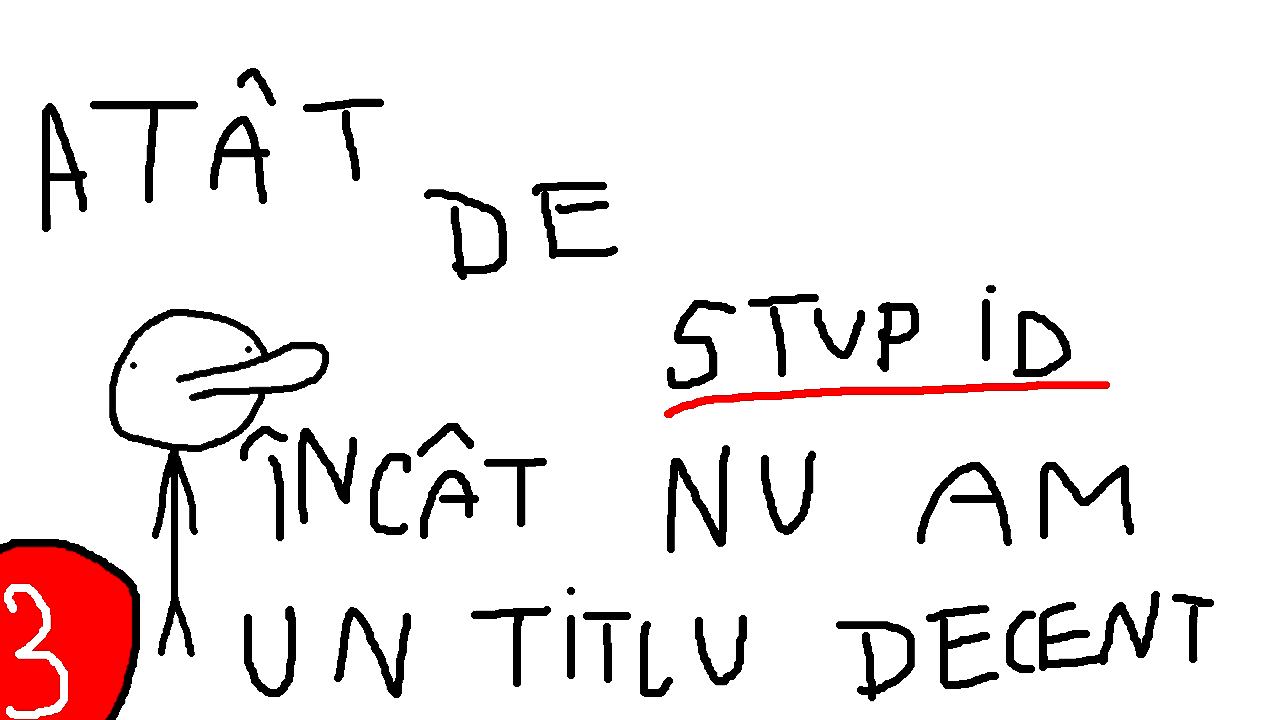 ATÂT
DE
STUPID
ÎNCÂT NU AM
UN TITLU DECENT
3